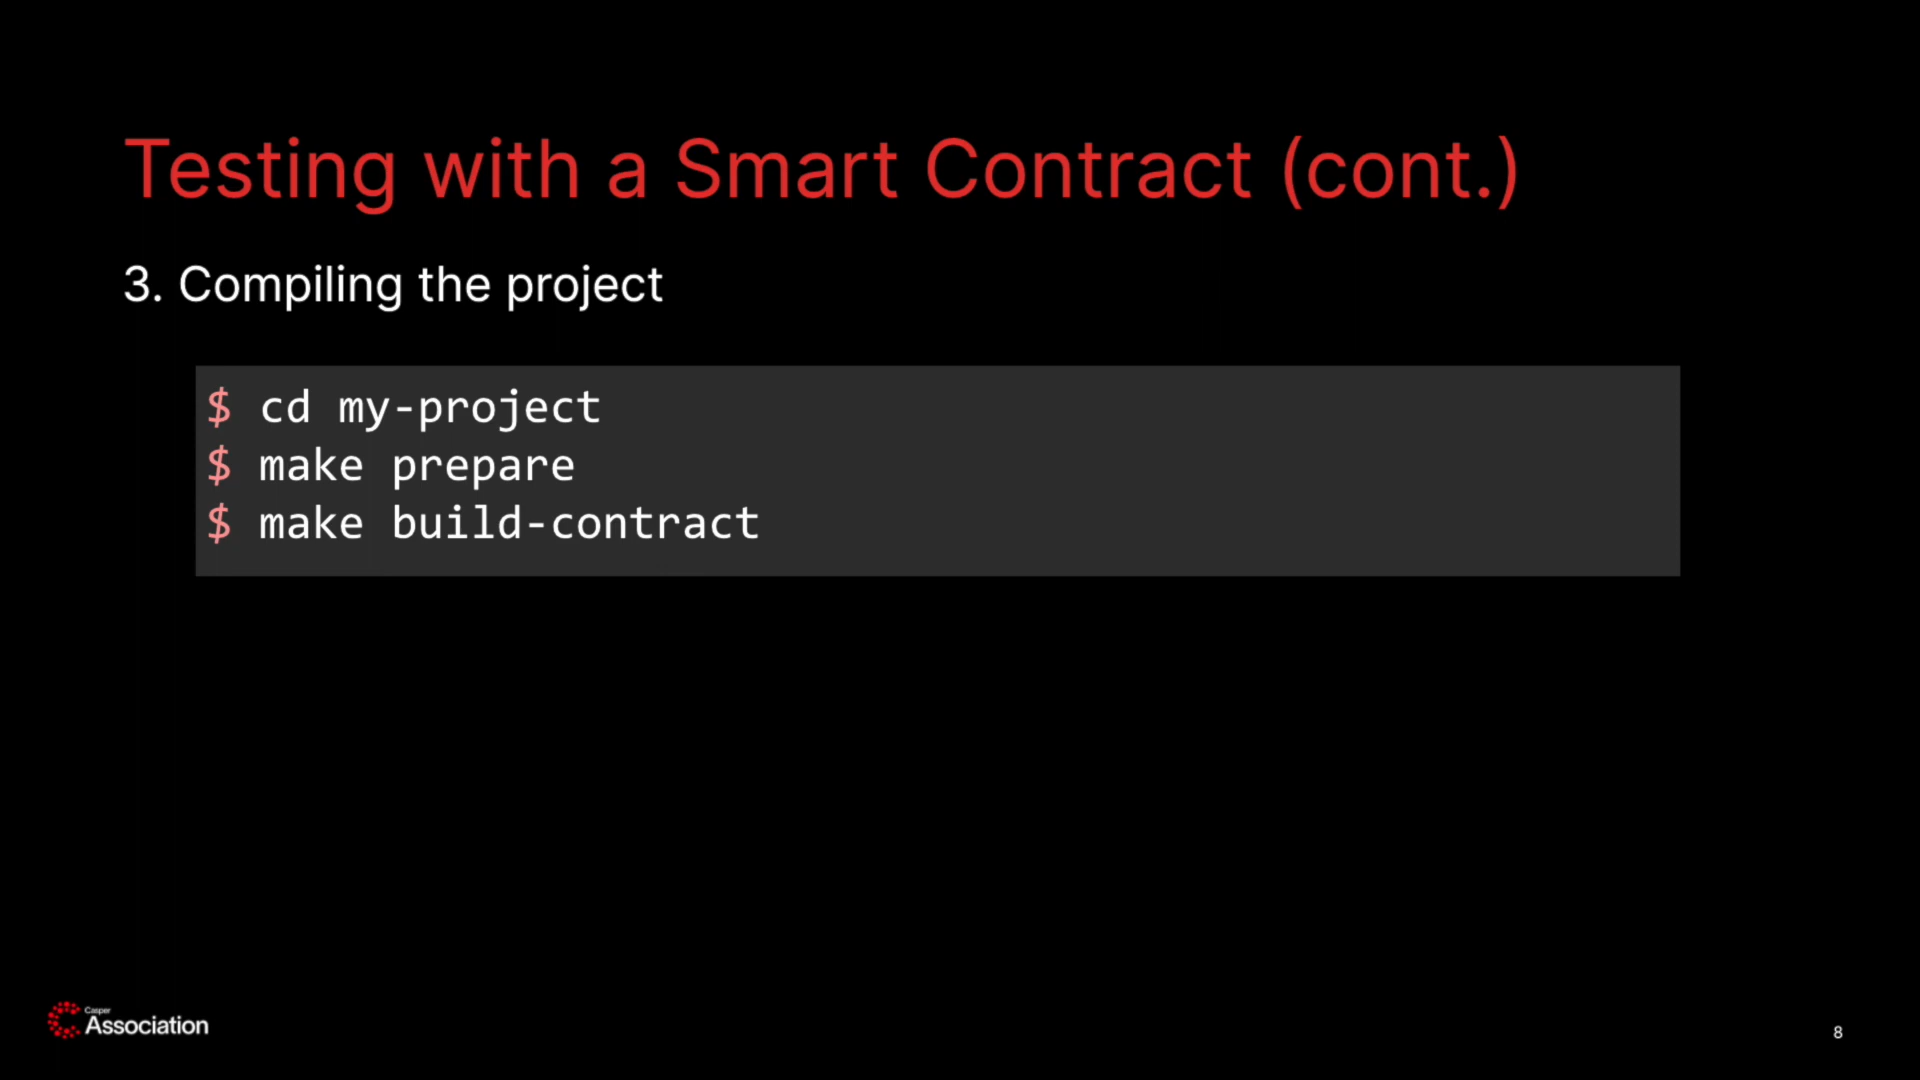 Testing with a Smart Contract (cont.)
3. Compiling the project
$ cd my-project
$ make prepare
$ make build-contract
Casper
Association
8